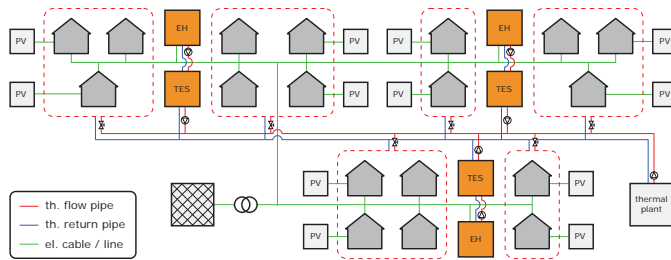 EH
EH
PV
PV
PV
PV
PV
TES
PV
PV
TES
PV
PV
TES
PV
PV
th. flow pipe
th. return pipe
el. cable / line
thermal
plant
PV
EH
PV